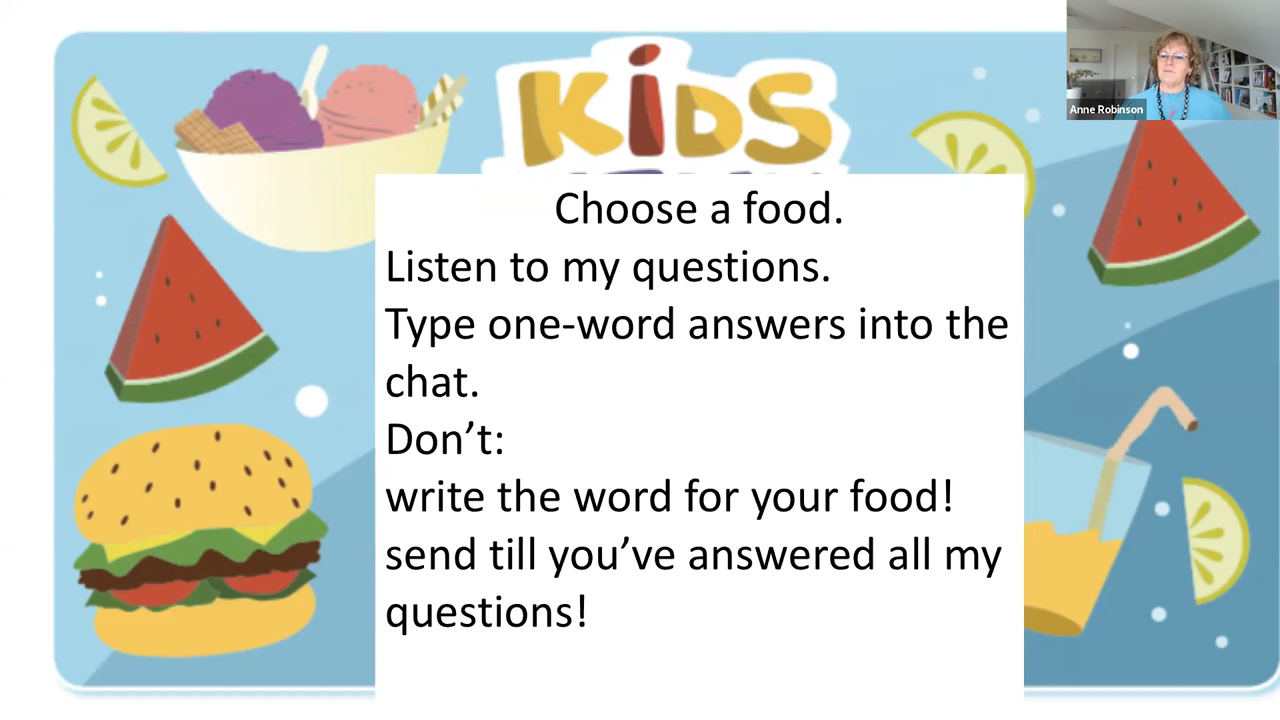 KiDS
Anne Robinson
Choose a food.
Listen to my questions.
Type one-word answers into the
chat.
Don’t:
write the word for your food!
send till you’ve answered all my
questions!